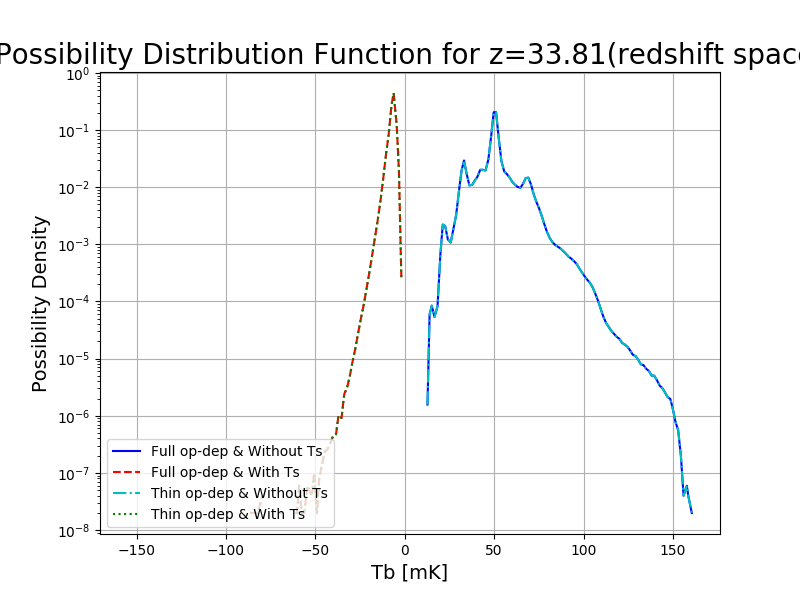 Possibility Distribution Function for z=33.81(redshift space
10⁰
10⁻¹
10⁻²
10⁻³
10⁻⁴
10⁻⁵
10⁻⁶
10⁻⁷
10⁻⁸
Possibility Density
Full op-dep & Without Ts
Full op-dep & With Ts
Thin op-dep & Without Ts
Thin op-dep & With Ts
−150 −100 −50 0 50 100 150
Tb [mK]